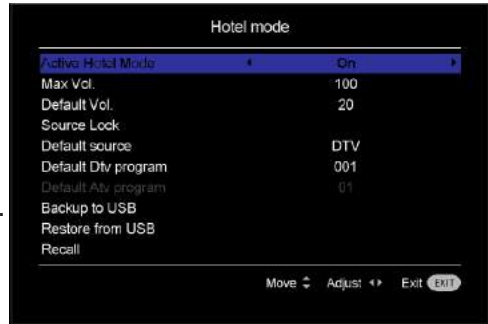 Hotel mode
Active Hotel Mode On
Max Vol. 100
Default Vol. 20
Source Lock
Default source DTV
Default Dtv program 001
Default Atv program 01
Backup to USB
Restore from USB
Recall
Move Adjust Exit EXIT